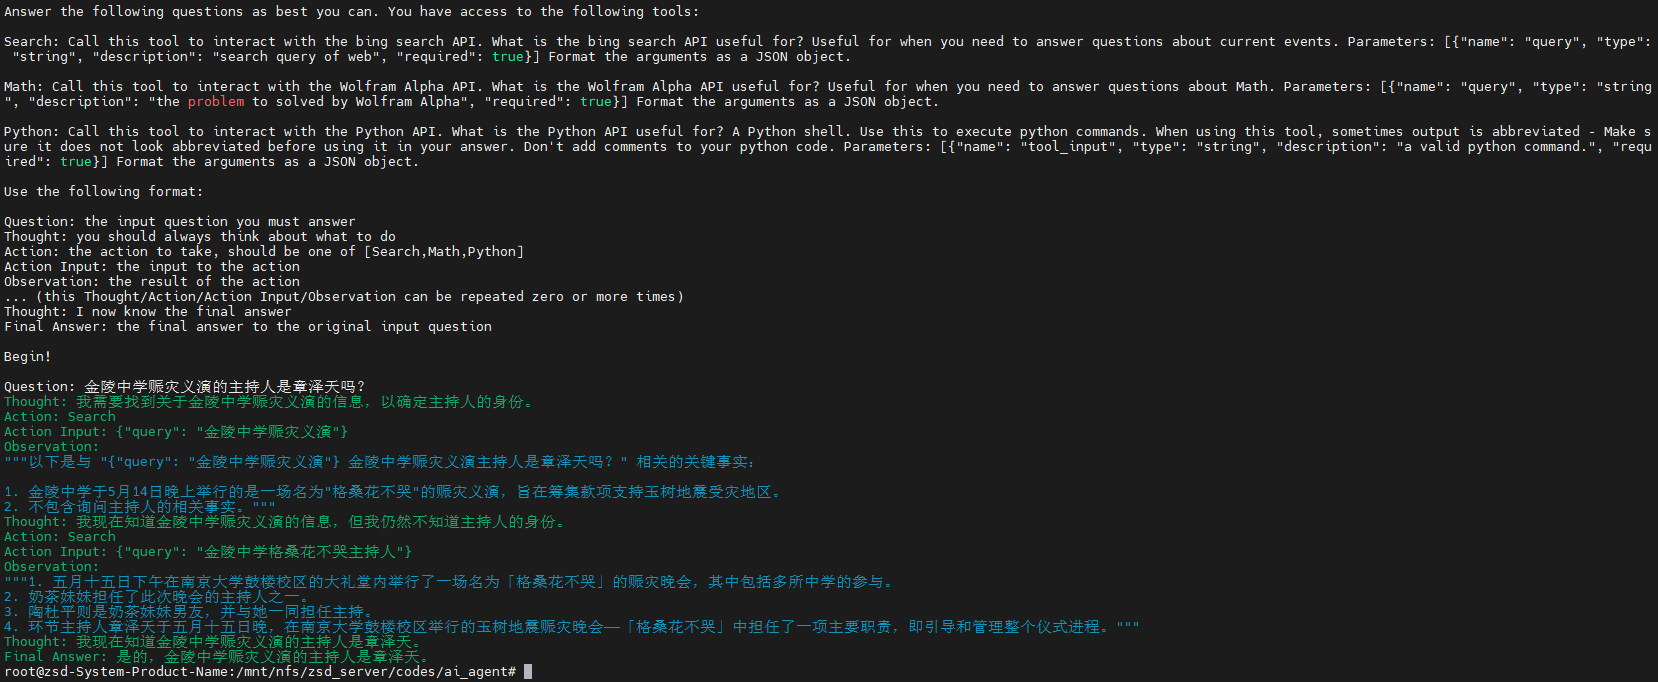 Answer the following questions as best you can. You have access to the following tools:
Search: Call this tool to interact with the bing search API. What is the bing search API useful for? Useful for when you need to answer questions about current events. Parameters: [{"name": "query", "type":
"string", "description": "search query of web", "required": true}] Format the arguments as a JSON object.
Math: Call this tool to interact with the Wolfram Alpha API. What is the Wolfram Alpha API useful for? Useful for when you need to answer questions about Math. Parameters: [{"name": "query", "type": "string
", "description": "the problem to solved by Wolfram Alpha", "required": true}] Format the arguments as a JSON object.
Python: Call this tool to interact with the Python API. What is the Python API useful for? A Python shell. Use this to execute python commands. When using this tool, sometimes output is abbreviated - Make s
ure it does not look abbreviated before using it in your answer. Don't add comments to your python code. Parameters: [{"name": "tool_input", "type": "string", "description": "a valid python command.", "requ
ired": true}] Format the arguments as a JSON object.
Use the following format:
Question: the input question you must answer
Thought: you should always think about what to do
Action: the action to take, should be one of [Search,Math,Python]
Action Input: the input to the action
Observation: the result of the action
... (this Thought/Action/Action Input/Observation can be repeated zero or more times)
Thought: I now know the final answer
Final Answer: the final answer to the original input question
Begin!
Question: 金陵中学赈灾义演的主持人是章泽天吗？
Thought: 我需要找到关于金陵中学赈灾义演的信息，以确定主持人的身份。
Action: Search
Action Input: {"query": "金陵中学赈灾义演"}
Observation:
"""以下是与 "{"query": "金陵中学赈灾义演"} 金陵中学赈灾义演主持人是章泽天吗？" 相关的关键事实：
1. 金陵中学于5月14日晚上举行的是一场名为"格桑花不哭"的赈灾义演，旨在筹集款项支持玉树地震受灾地区。
2. 不包含询问主持人的相关事实。"""
Thought: 我现在知道金陵中学赈灾义演的信息，但我仍然不知道主持人的身份。
Action: Search
Action Input: {"query": "金陵中学格桑花不哭主持人"}
Observation:
"""1. 五月十五日下午在南京大学鼓楼校区的大礼堂内举行了一场名为「格桑花不哭」的赈灾晚会，其中包括多所中学的参与。
2. 奶茶妹妹担任了此次晚会的主持人之一。
3. 陶杜平则是奶茶妹妹男友，并与她一同担任主持。
4. 环节主持人章泽天于五月十五日晚，在南京大学鼓楼校区举行的玉树地震赈灾晚会—「格桑花不哭」中担任了一项主要职责，即引导和管理整个仪式进程。"""
Thought: 我现在知道金陵中学赈灾义演的主持人是章泽天。
Final Answer: 是的，金陵中学赈灾义演的主持人是章泽天。
root@zsd-System-Product-Name:/mnt/nfs/zsd_server/codes/ai_agent#